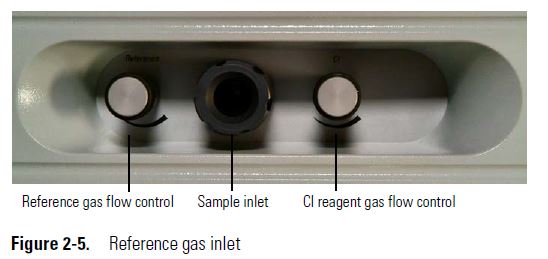 Reference
CI
Reference gas flow control
Sample inlet
CI reagent gas flow control
Figure 2-5. Reference gas inlet